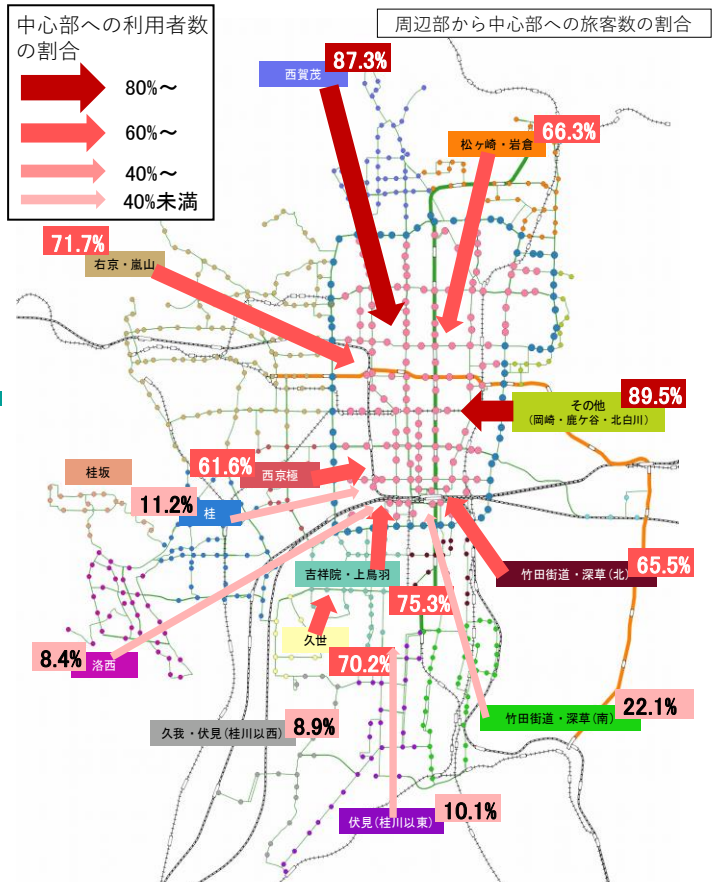 中心部への利用者数
の割合
80%～
60%～
40%～
40%未満
周辺部から中心部への旅客数の割合
87.3%
西賀茂
66.3%
松ヶ崎・岩倉
71.7%
右京・嵐山
89.5%
その他
(岡崎・鹿ケ谷・北白川)
61.6%
西京極
桂坂
11.2%
桂
吉祥院・上鳥羽
75.3%
竹田街道・深草(北)
65.5%
久世
70.2%
8.4%
洛西
久我・伏見(桂川以西)
8.9%
竹田街道・深草(南)
22.1%
伏見(桂川以東)
10.1%